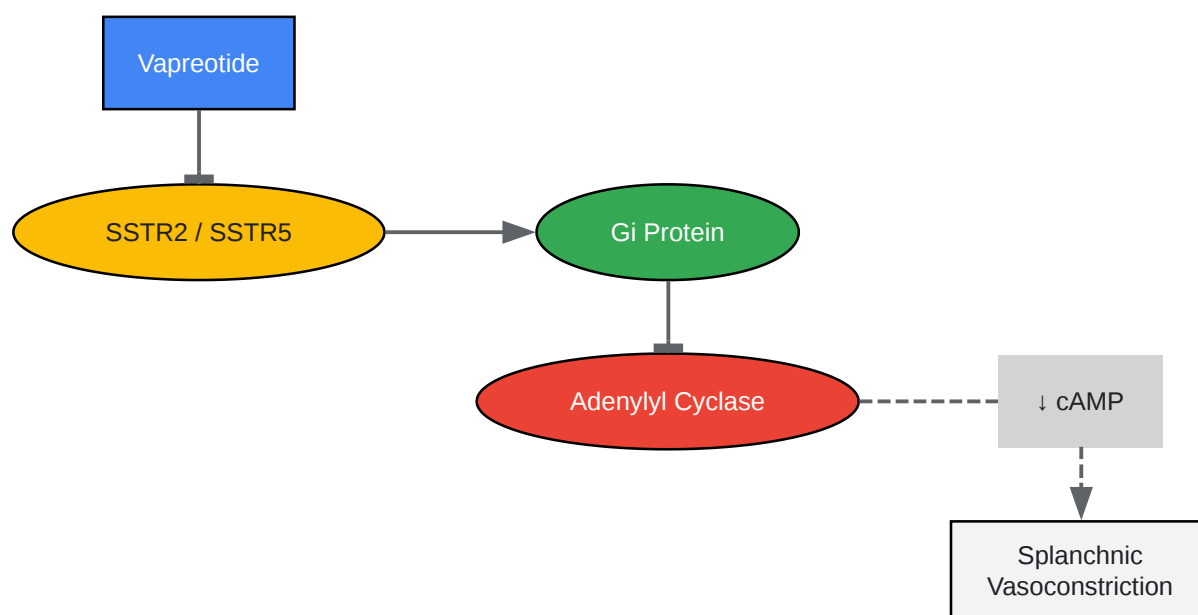 Vapreotide
SSTR2 / SSTR5
Gi Protein
Adenylyl Cyclase
↓ cAMP
Splanchnic
Vasoconstriction